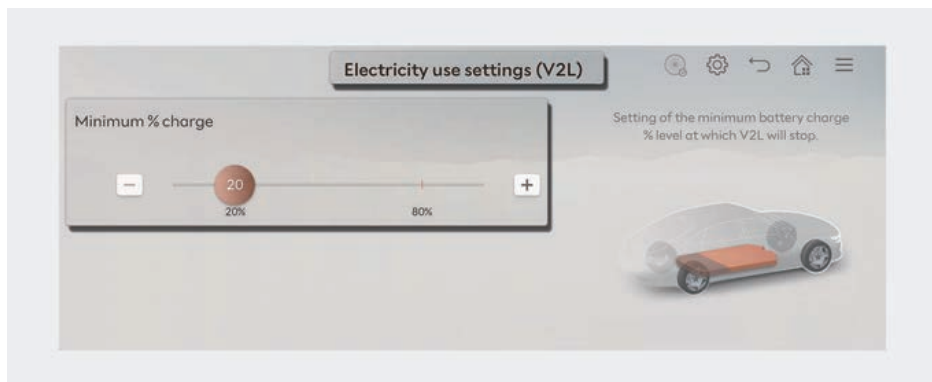 Electricity use settings (V2L)
Minimum % charge
Setting of the minimum battery charge
% level at which V2L will stop.
−
20
+
20%
80%